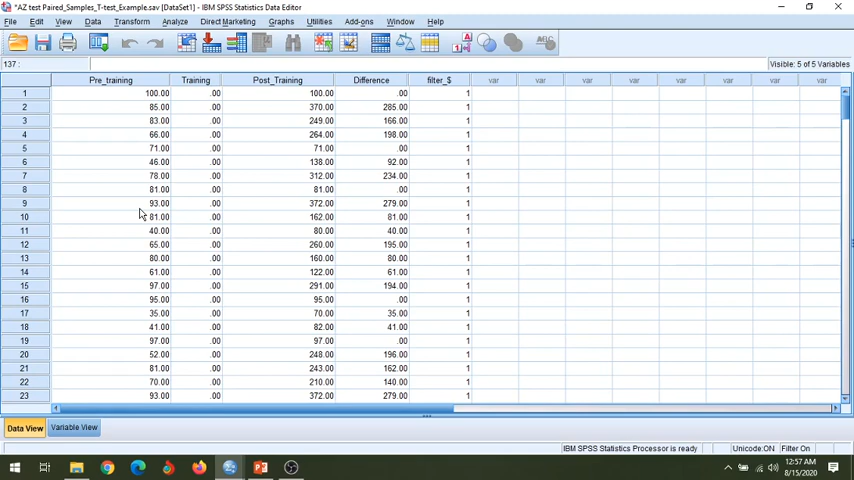 *AZ test Paired_Samples_T-test_Example.sav [DataSet1] - IBM SPSS Statistics Data Editor
File Edit View Data Transform Analyze Direct Marketing Graphs Utilities Add-ons Window Help
137 : Visible: 5 of 5 Variables
Pre_training Training Post_Training Difference filter_$ var var var var var var var var
1 100.00 .00 100.00 .00 1
2 85.00 .00 370.00 285.00 1
3 83.00 .00 249.00 166.00 1
4 66.00 .00 264.00 198.00 1
5 71.00 .00 71.00 .00 1
6 46.00 .00 138.00 92.00 1
7 78.00 .00 312.00 234.00 1
8 81.00 .00 81.00 .00 1
9 93.00 .00 372.00 279.00 1
10 81.00 .00 162.00 81.00 1
11 40.00 .00 80.00 40.00 1
12 65.00 .00 260.00 195.00 1
13 80.00 .00 160.00 80.00 1
14 61.00 .00 122.00 61.00 1
15 97.00 .00 291.00 194.00 1
16 95.00 .00 95.00 .00 1
17 35.00 .00 70.00 35.00 1
18 41.00 .00 82.00 41.00 1
19 97.00 .00 97.00 .00 1
20 52.00 .00 248.00 196.00 1
21 81.00 .00 243.00 162.00 1
22 70.00 .00 210.00 140.00 1
23 93.00 .00 372.00 279.00 1
Data View Variable View
IBM SPSS Statistics Processor is ready Unicode:ON Filter On
12:57 AM
8/15/2020